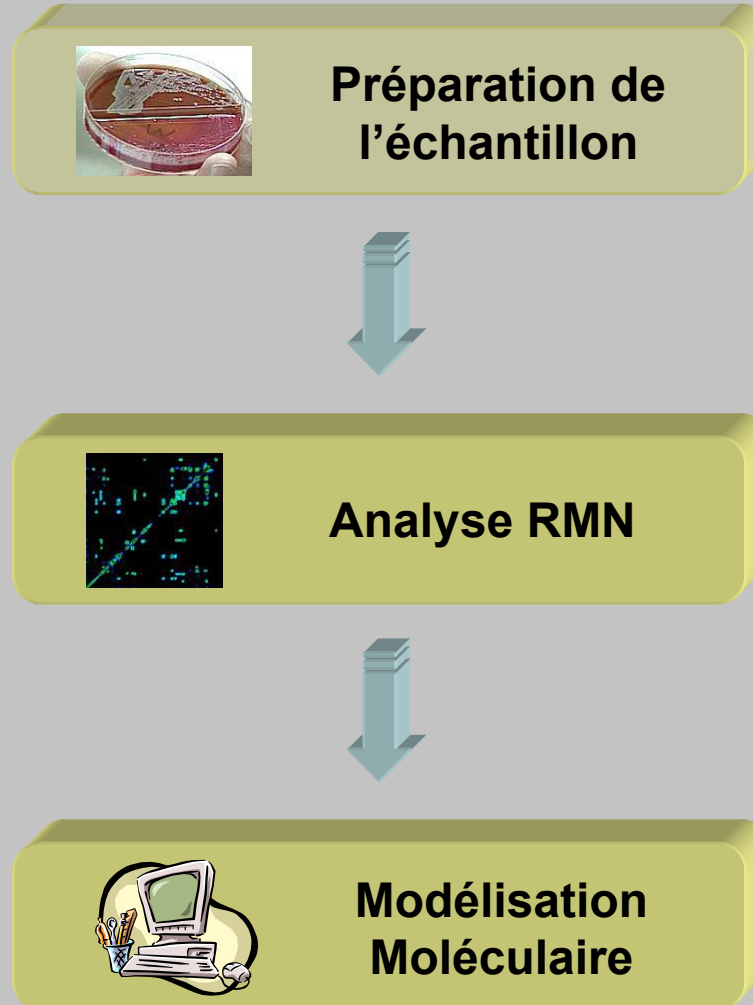 Préparation de
l’échantillon
Analyse RMN
Modélisation
Moléculaire